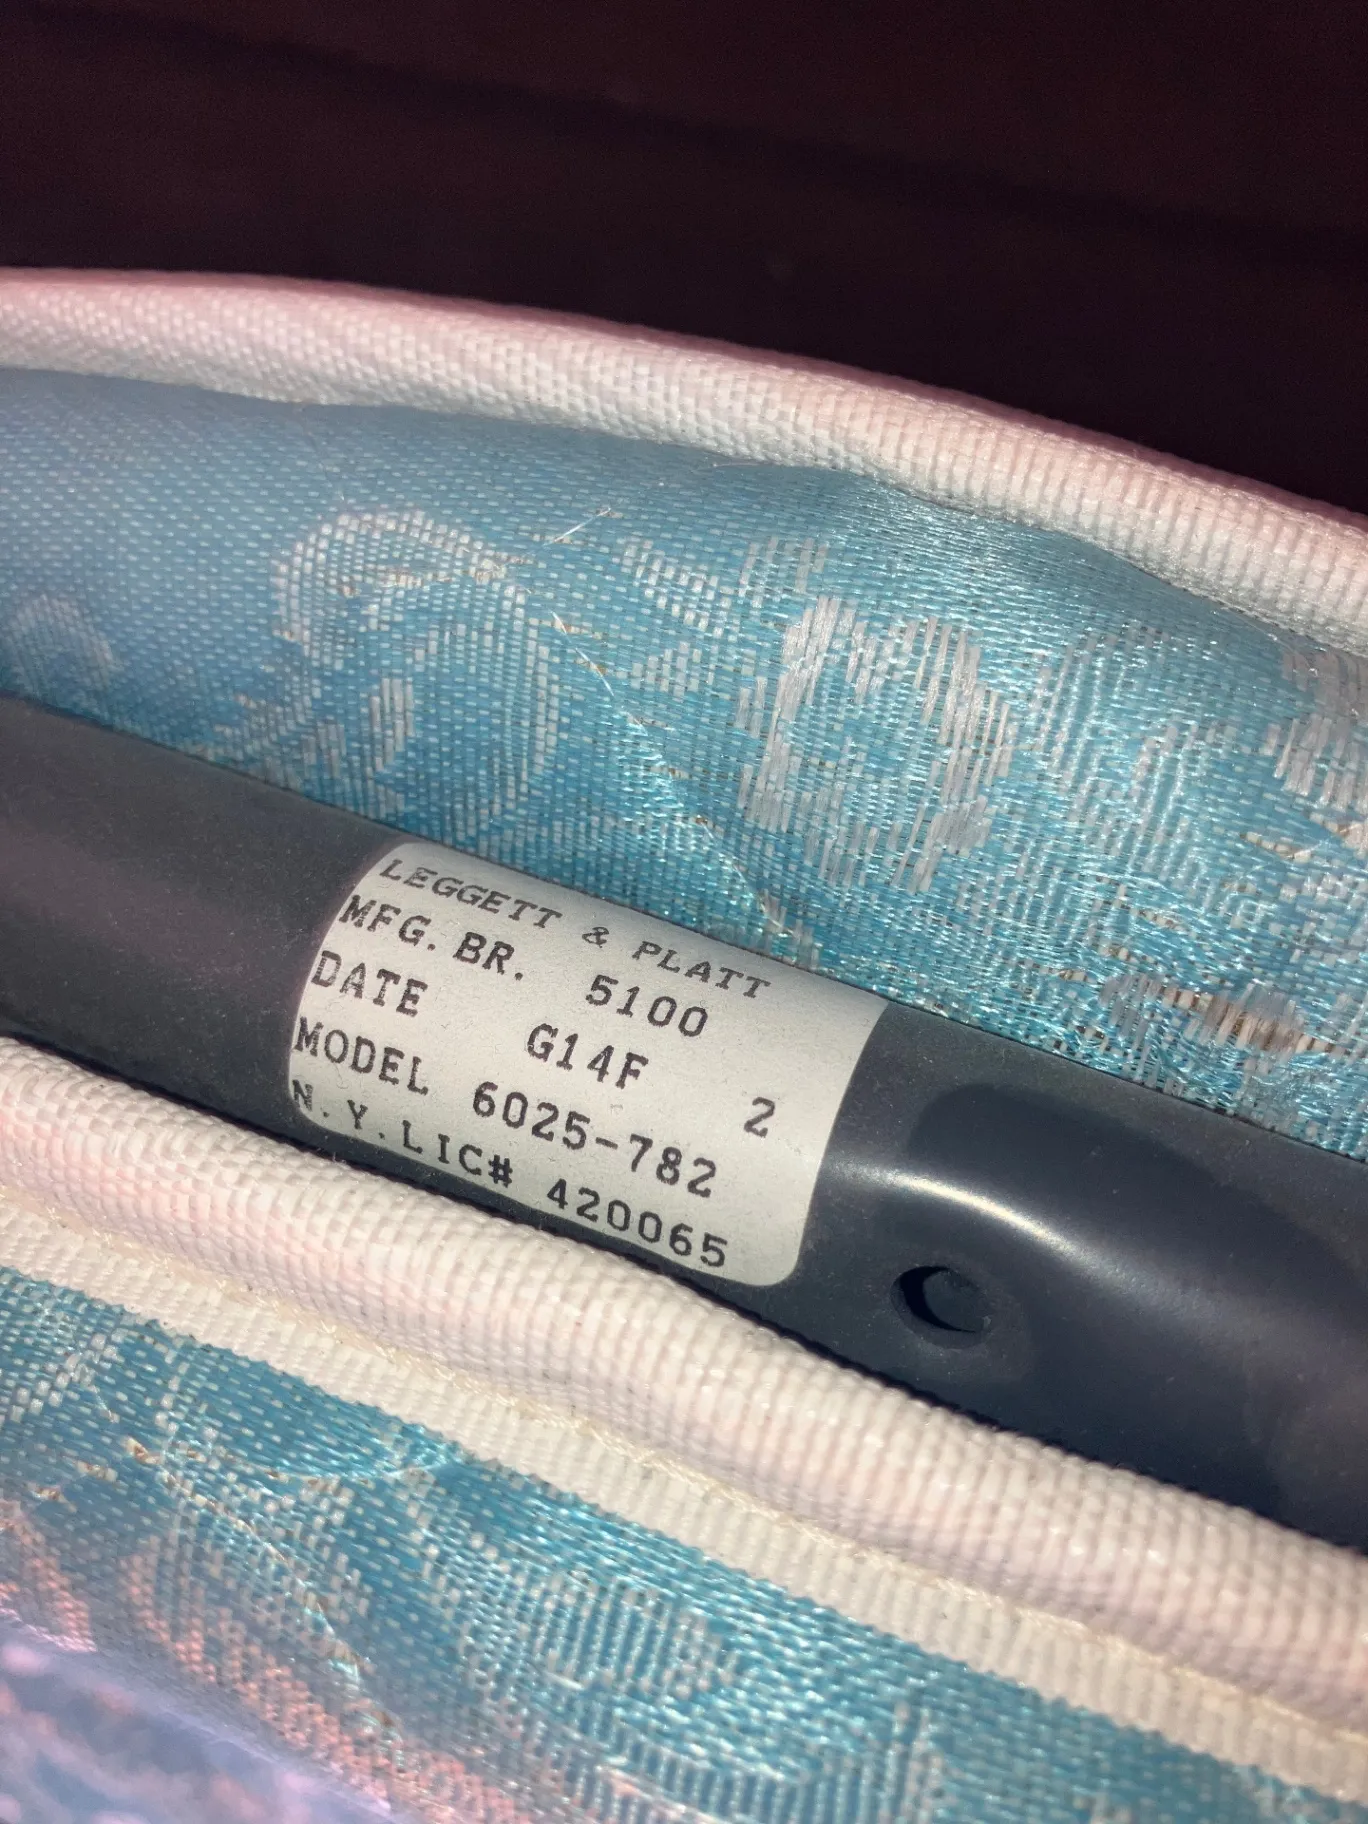 LEGGETT & PLATT
MFG. BR. 5100
DATE G14F 2
MODEL 6025-782
N.Y.LIC# 420065